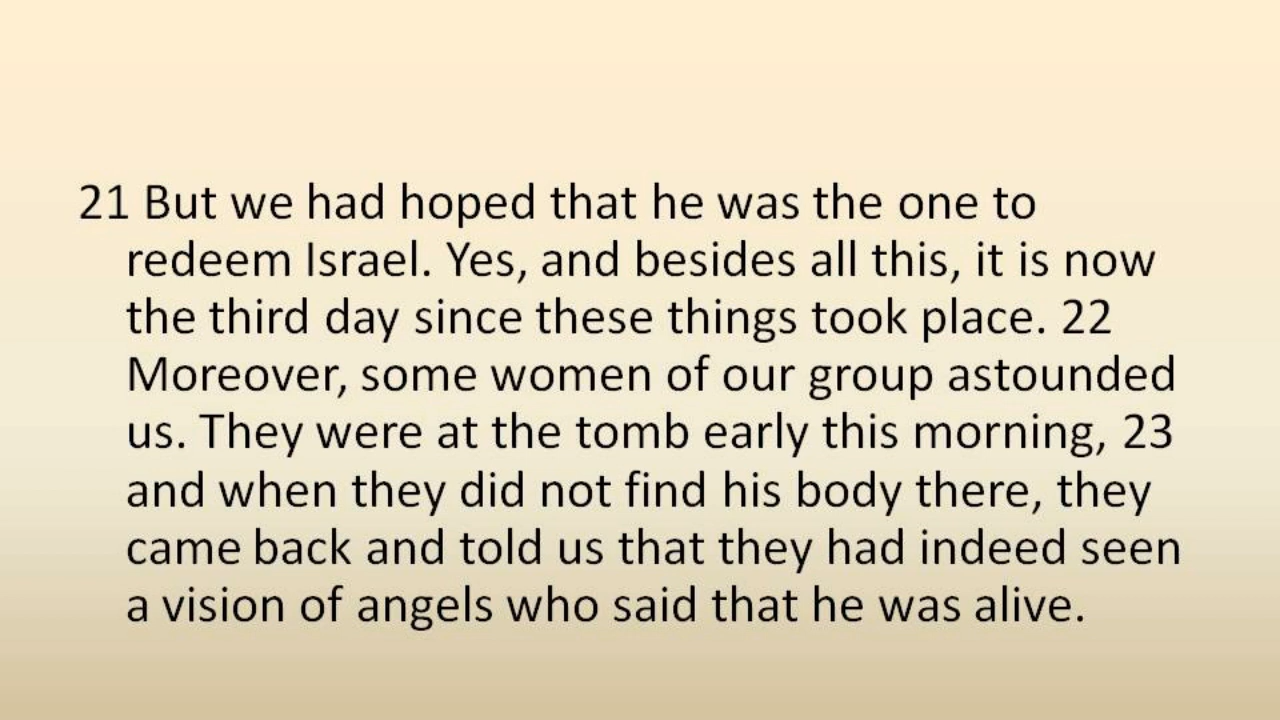 21 But we had hoped that he was the one to
redeem Israel. Yes, and besides all this, it is now
the third day since these things took place. 22
Moreover, some women of our group astounded
us. They were at the tomb early this morning, 23
and when they did not find his body there, they
came back and told us that they had indeed seen
a vision of angels who said that he was alive.